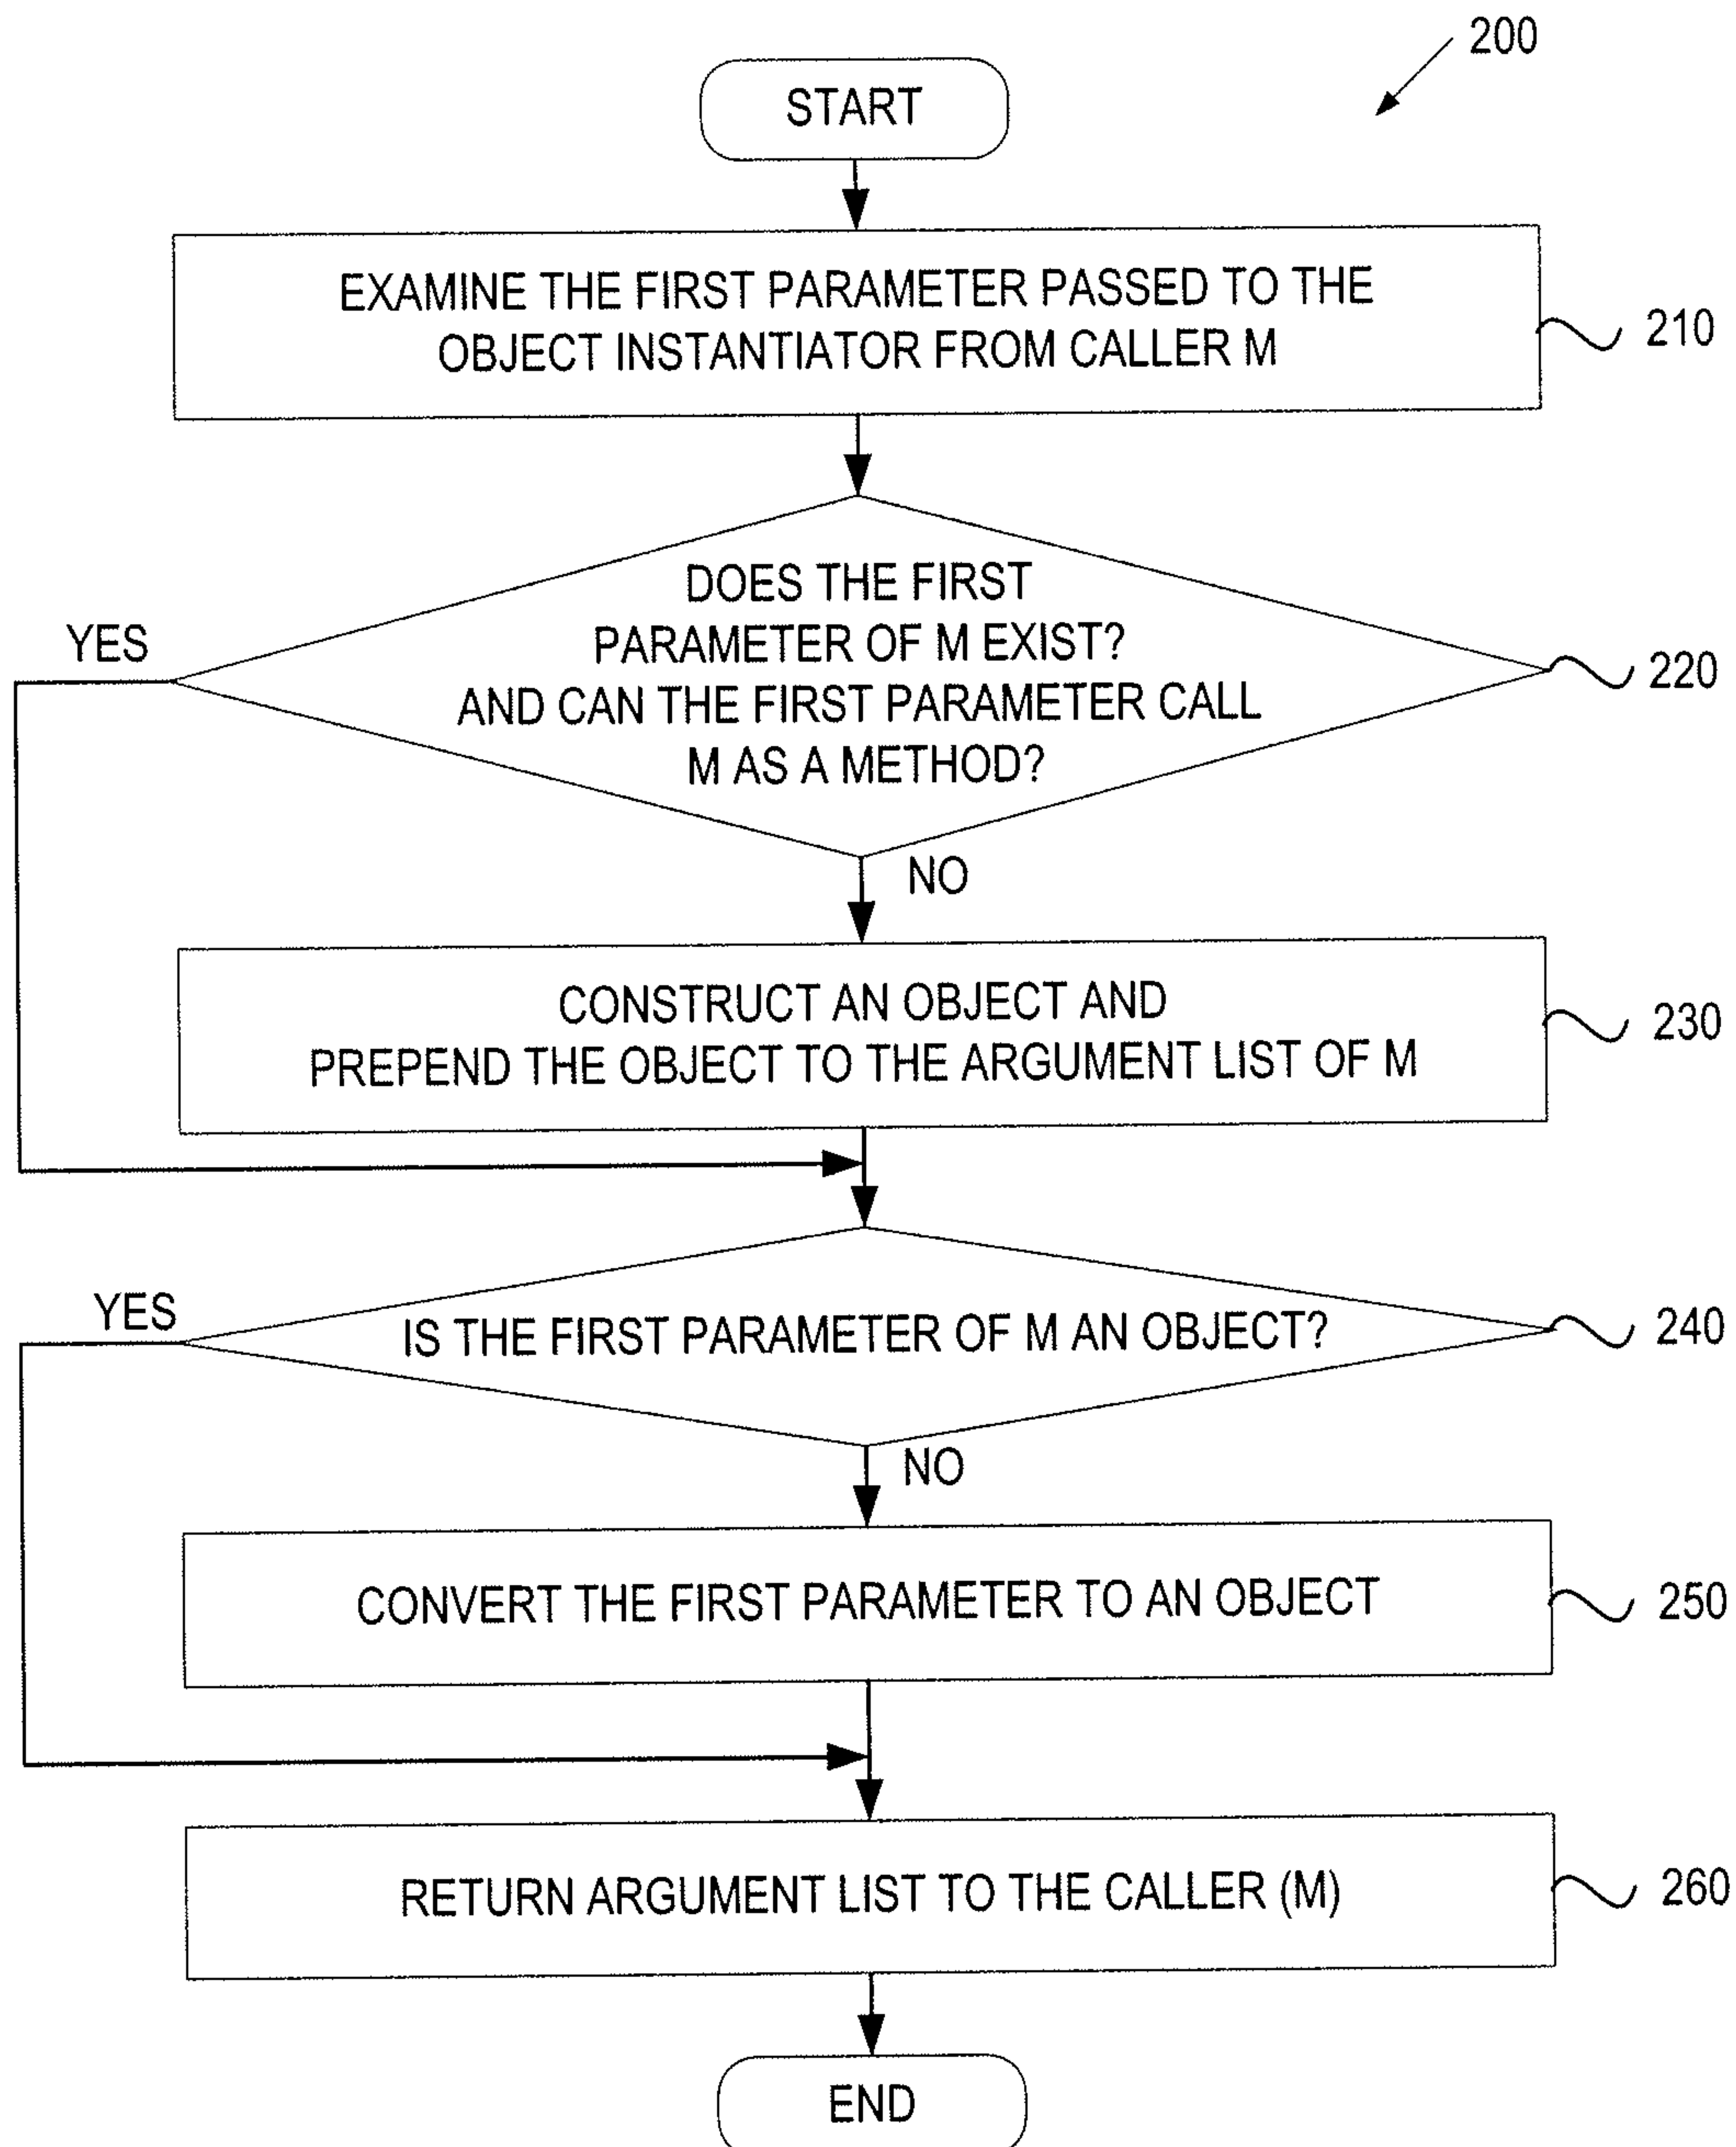 200
START
EXAMINE THE FIRST PARAMETER PASSED TO THE
OBJECT INSTANTIATOR FROM CALLER M
210
DOES THE FIRST
PARAMETER OF M EXIST?
AND CAN THE FIRST PARAMETER CALL
M AS A METHOD?
YES
220
NO
CONSTRUCT AN OBJECT AND
PREPEND THE OBJECT TO THE ARGUMENT LIST OF M
230
YES
IS THE FIRST PARAMETER OF M AN OBJECT?
240
NO
CONVERT THE FIRST PARAMETER TO AN OBJECT
250
RETURN ARGUMENT LIST TO THE CALLER (M)
260
END